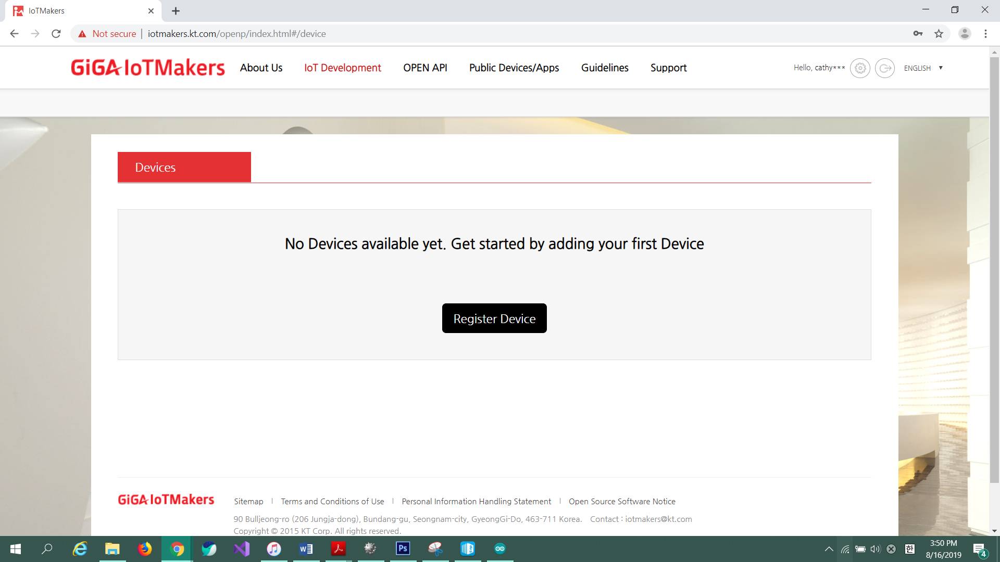 IoTMakers
Not secure | iotmakers.kt.com/openp/index.html#/device
GiGA IoTMakers About Us IoT Development OPEN API Public Devices/Apps Guidelines Support Hello, cathy*** ENGLISH ▼
Devices
No Devices available yet. Get started by adding your first Device
Register Device
GiGA IoTMakers Sitemap | Terms and Conditions of Use | Personal Information Handling Statement | Open Source Software Notice
90 Bulljeong-ro (206 Jungja-dong), Bundang-gu, Seongnam-city, GyeongGi-Do, 463-711 Korea. Contact : iotmakers@kt.com
Copyright © 2015 KT Corp. All rights reserved.
Ps
한
3:50 PM
8/16/2019
4